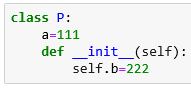 class P:
    a=111
    def __init__(self):
        self.b=222